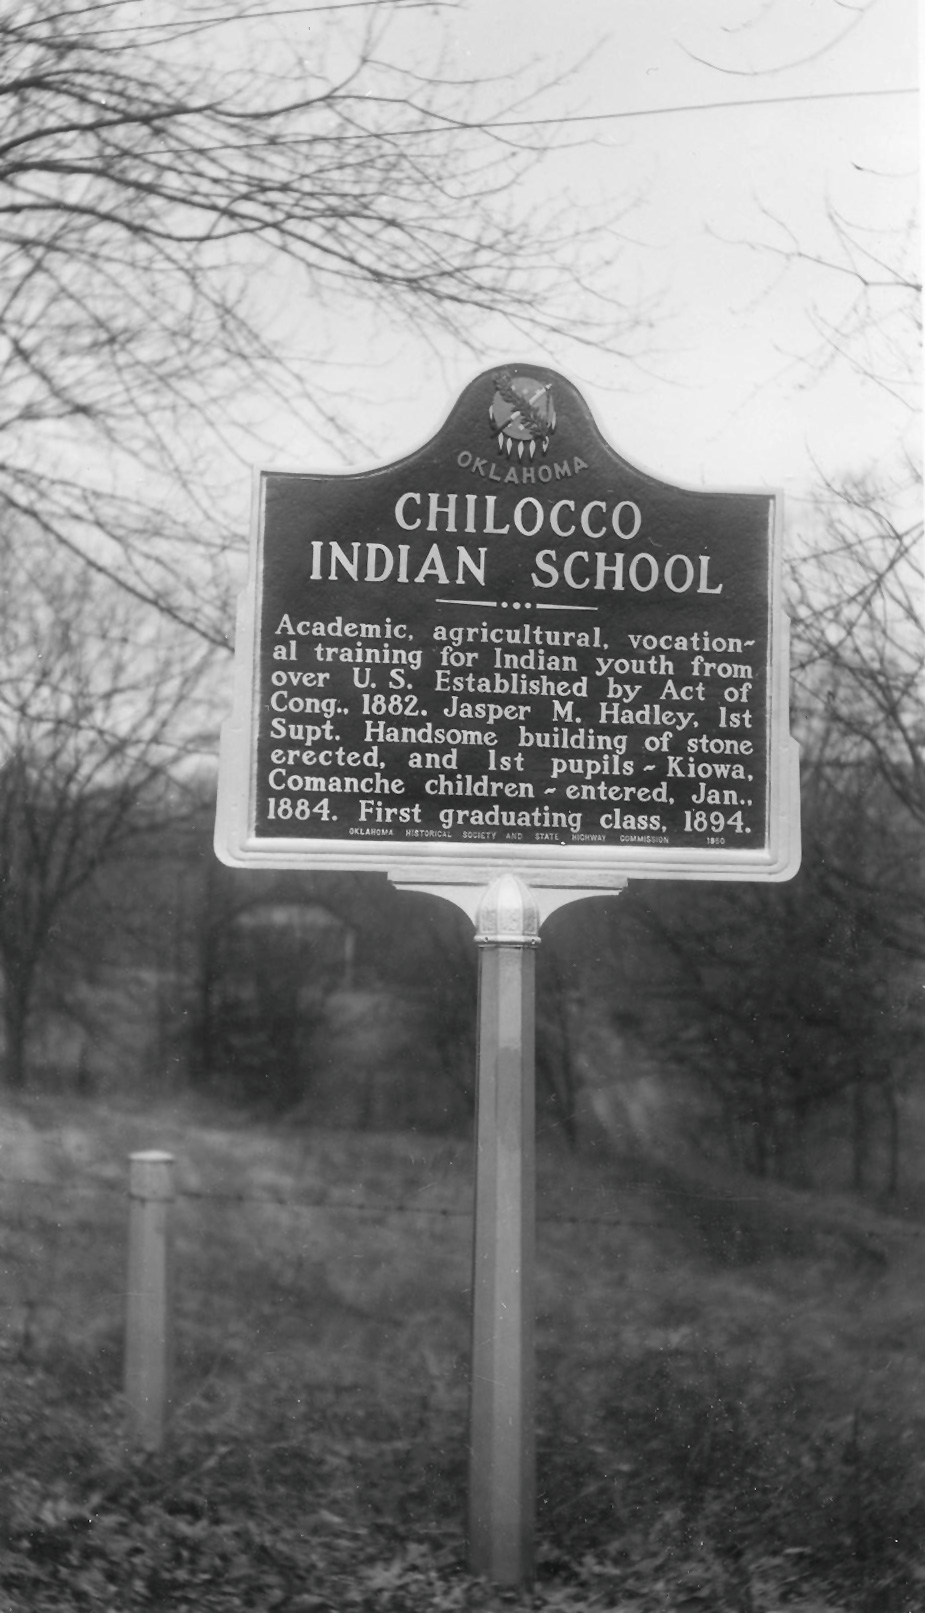 OKLAHOMA
CHILOCCO
INDIAN SCHOOL
Academic, agricultural, vocation~
al training for Indian youth from
over U. S. Established by Act of
Cong., 1882. Jasper M. Hadley, 1st
Supt. Handsome building of stone
erected, and 1st pupils ~ Kiowa,
Comanche children ~ entered, Jan.,
1884. First graduating class, 1894.
OKLAHOMA HISTORICAL SOCIETY AND STATE HIGHWAY COMMISSION 1950